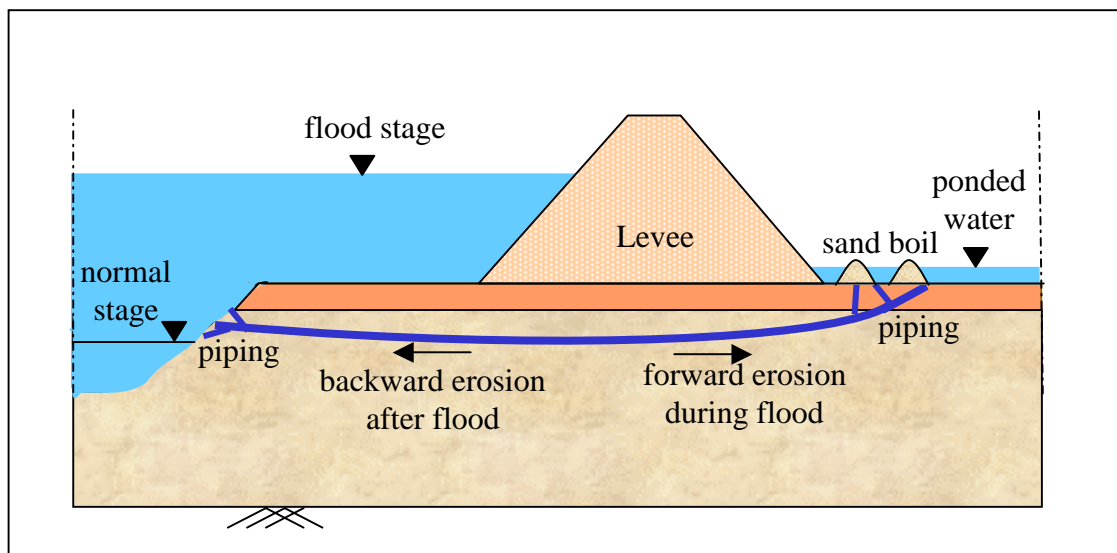 flood stage
ponded
water
Levee
sand boil
normal
stage
piping
piping
backward erosion
after flood
forward erosion
during flood